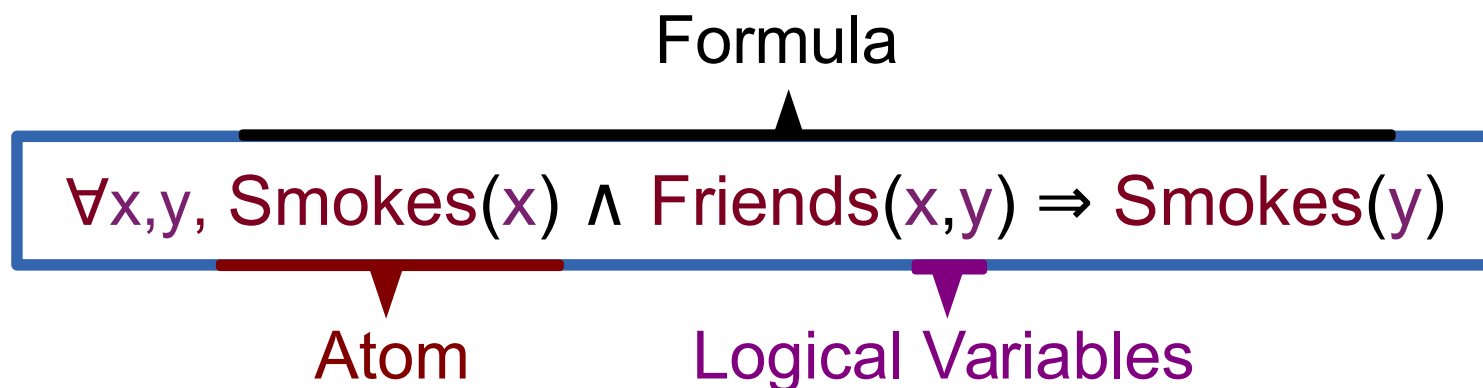 Formula
∀x,y, Smokes(x) ∧ Friends(x,y) ⇒ Smokes(y)
Atom Logical Variables